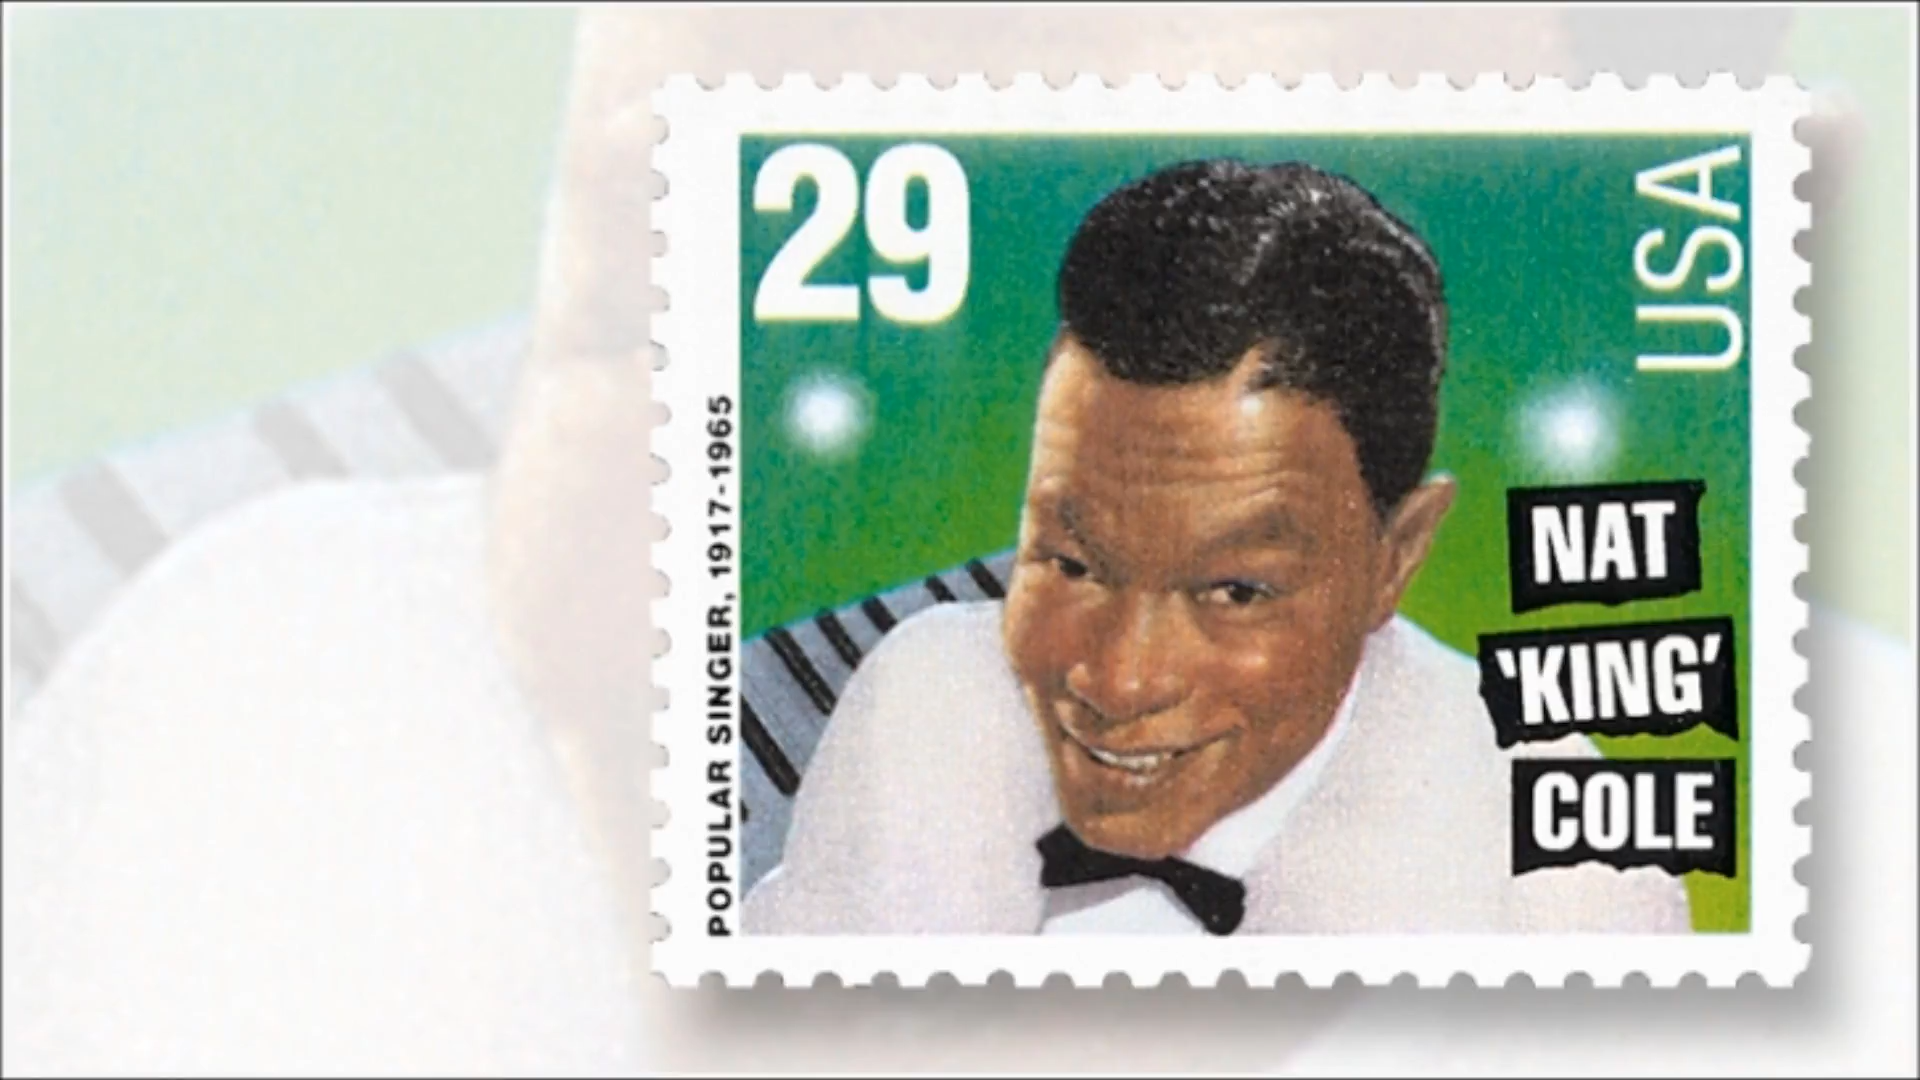 29
USA
POPULAR SINGER, 1917-1965
NAT
'KING'
COLE